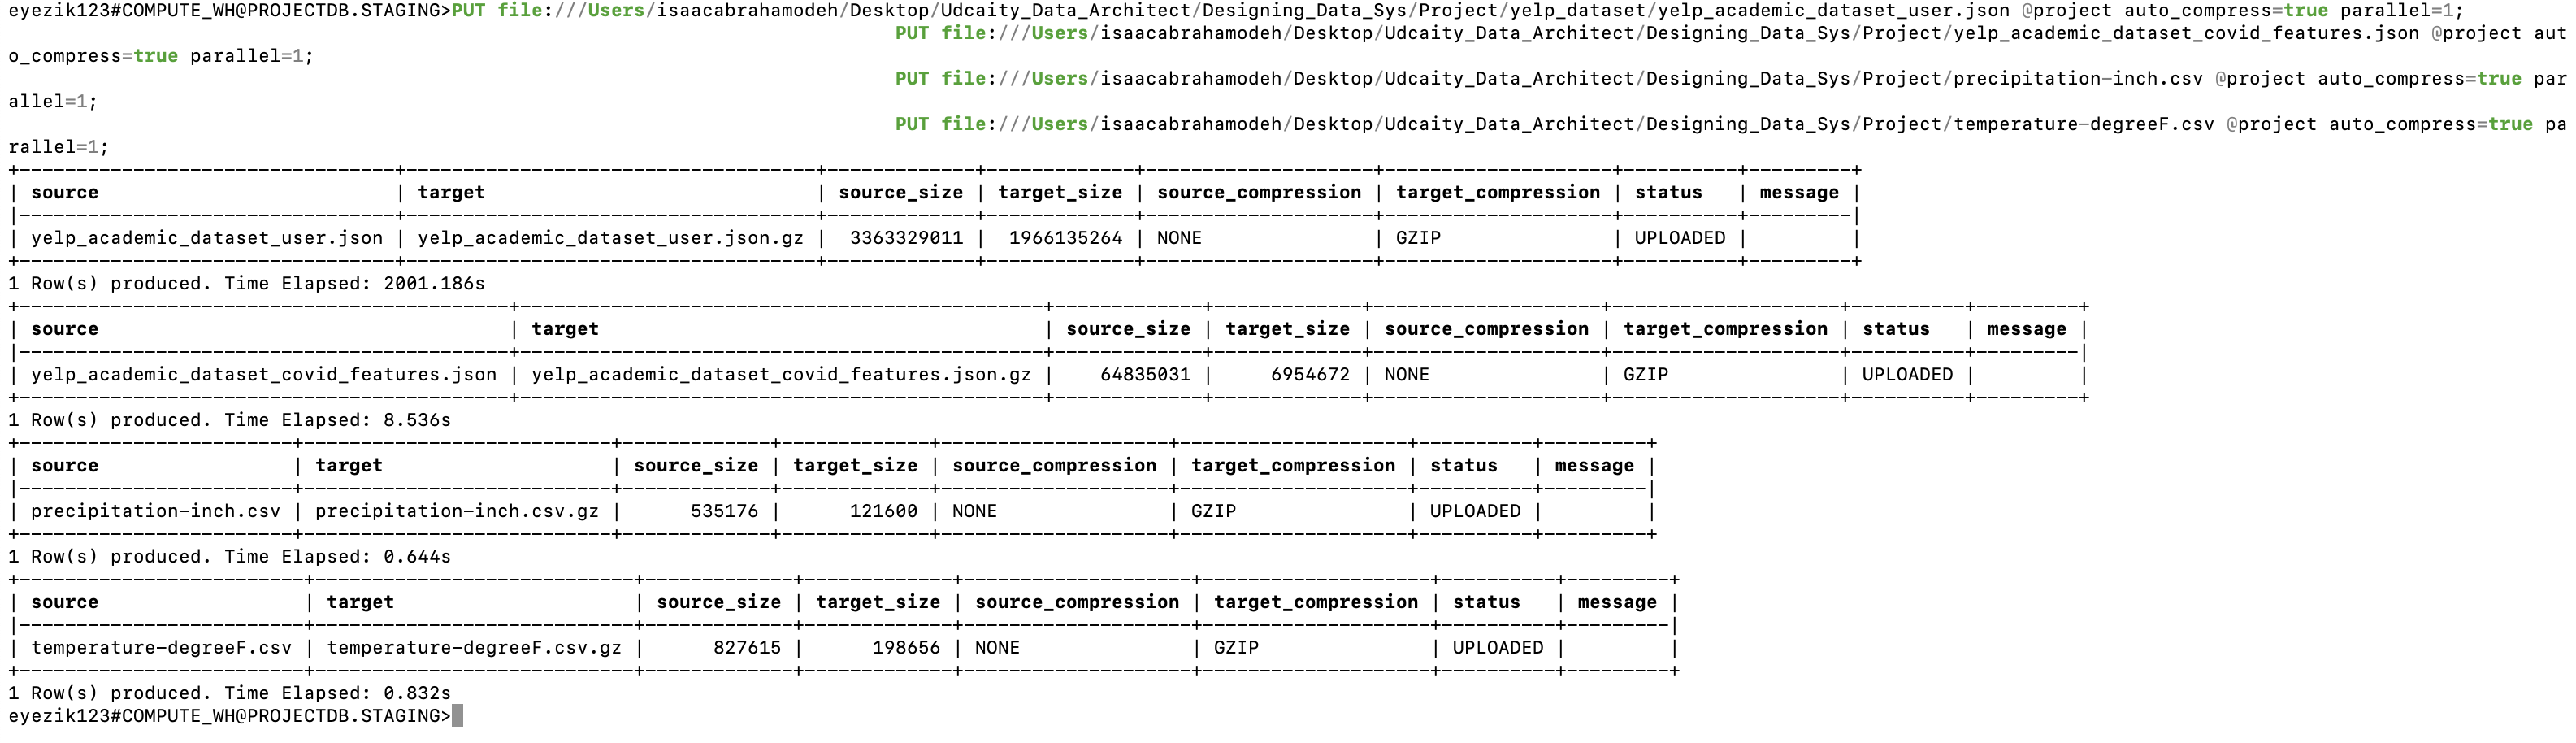 eyezik123#COMPUTE_WH@PROJECTDB.STAGING>PUT file:///Users/isaacabrahamodeh/Desktop/Udcaity_Data_Architect/Designing_Data_Sys/Project/yelp_dataset/yelp_academic_dataset_user.json @project auto_compress=true parallel=1;
PUT file:///Users/isaacabrahamodeh/Desktop/Udcaity_Data_Architect/Designing_Data_Sys/Project/yelp_academic_dataset_covid_features.json @project aut
o_compress=true parallel=1;
PUT file:///Users/isaacabrahamodeh/Desktop/Udcaity_Data_Architect/Designing_Data_Sys/Project/precipitation-inch.csv @project auto_compress=true par
allel=1;
PUT file:///Users/isaacabrahamodeh/Desktop/Udcaity_Data_Architect/Designing_Data_Sys/Project/temperature-degreeF.csv @project auto_compress=true pa
rallel=1;
| source | target | source_size | target_size | source_compression | target_compression | status | message |
| yelp_academic_dataset_user.json | yelp_academic_dataset_user.json.gz | 3363329011 | 1966135264 | NONE | GZIP | UPLOADED | |
1 Row(s) produced. Time Elapsed: 2001.186s
| source | target | source_size | target_size | source_compression | target_compression | status | message |
| yelp_academic_dataset_covid_features.json | yelp_academic_dataset_covid_features.json.gz | 64835031 | 6954672 | NONE | GZIP | UPLOADED | |
1 Row(s) produced. Time Elapsed: 8.536s
| source | target | source_size | target_size | source_compression | target_compression | status | message |
| precipitation-inch.csv | precipitation-inch.csv.gz | 535176 | 121600 | NONE | GZIP | UPLOADED | |
1 Row(s) produced. Time Elapsed: 0.644s
| source | target | source_size | target_size | source_compression | target_compression | status | message |
| temperature-degreeF.csv | temperature-degreeF.csv.gz | 827615 | 198656 | NONE | GZIP | UPLOADED | |
1 Row(s) produced. Time Elapsed: 0.832s
eyezik123#COMPUTE_WH@PROJECTDB.STAGING>